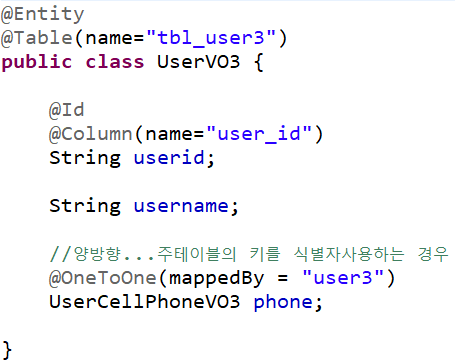 @Entity
@Table(name="tbl_user3")
public class UserVO3 {
@Id
@Column(name="user_id")
String userid;
String username;
//양방향...주테이블의 키를 식별자사용하는 경우
@OneToOne(mappedBy = "user3")
UserCellPhoneVO3 phone;
}